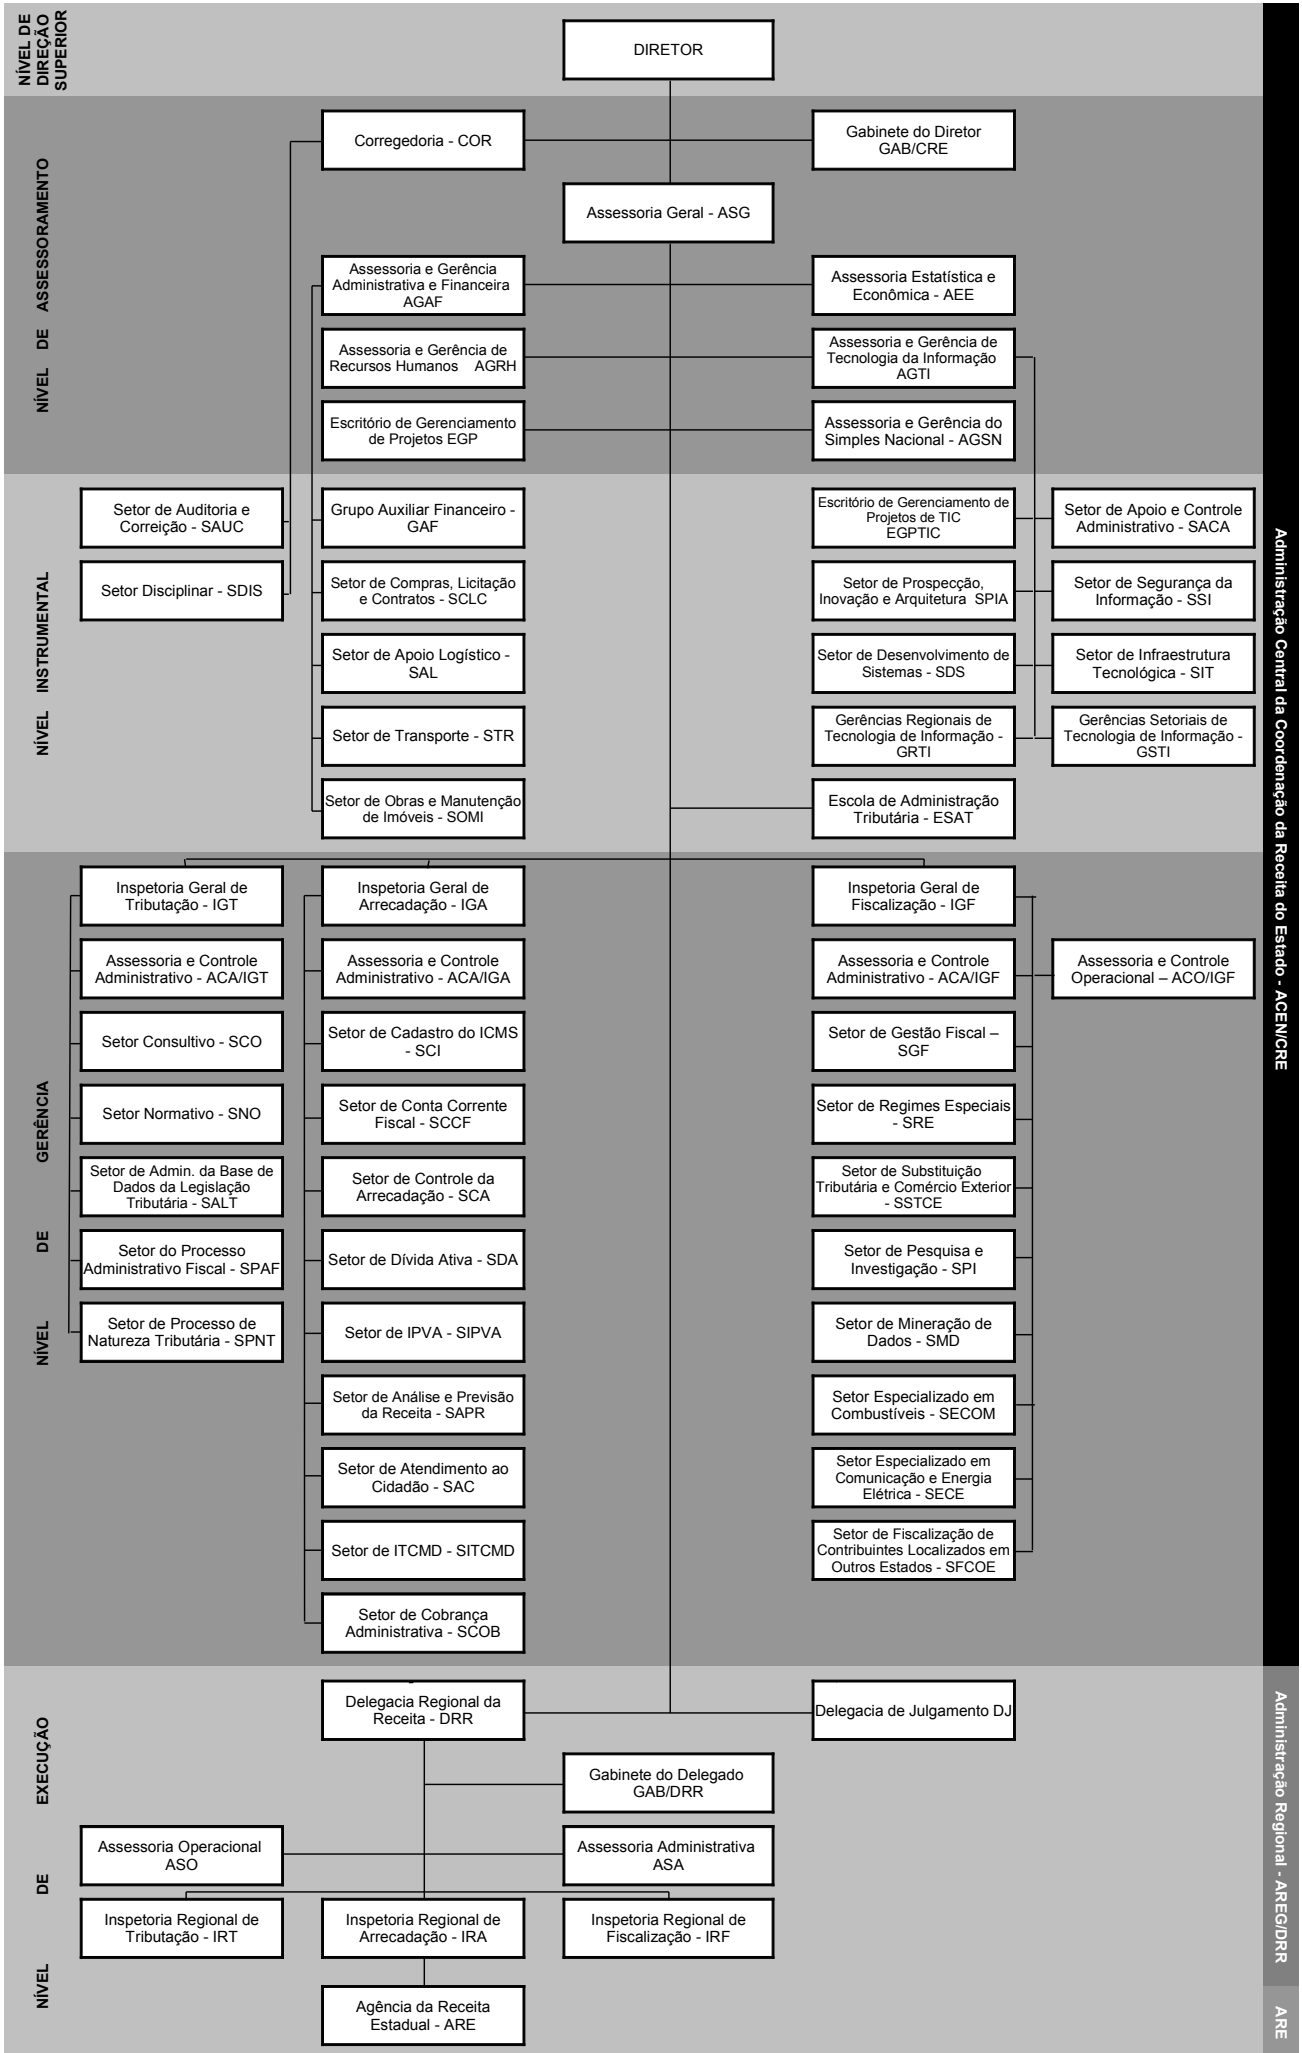 NÍVEL DE
DIREÇÃO
SUPERIOR
DIRETOR
NÍVEL DE ASSESSORAMENTO
Corregedoria - COR
Gabinete do Diretor
GAB/CRE
Assessoria Geral - ASG
Assessoria e Gerência
Administrativa e Financeira
AGAF
Assessoria Estatística e
Econômica - AEE
Assessoria e Gerência de
Recursos Humanos AGRH
Assessoria e Gerência de
Tecnologia da Informação
AGTI
Escritório de Gerenciamento
de Projetos EGP
Assessoria e Gerência do
Simples Nacional - AGSN
NÍVEL INSTRUMENTAL
Setor de Auditoria e
Correição - SAUC
Grupo Auxiliar Financeiro -
GAF
Escritório de Gerenciamento de
Projetos de TIC
EGPTIC
Setor de Apoio e Controle
Administrativo - SACA
Setor Disciplinar - SDIS
Setor de Compras, Licitação
e Contratos - SCLC
Setor de Prospecção,
Inovação e Arquitetura SPIA
Setor de Segurança da
Informação - SSI
Setor de Apoio Logístico -
SAL
Setor de Desenvolvimento de
Sistemas - SDS
Setor de Infraestrutura
Tecnológica - SIT
Setor de Transporte - STR
Gerências Regionais de
Tecnologia de Informação -
GRTI
Gerências Setoriais de
Tecnologia de Informação -
GSTI
Setor de Obras e Manutenção
de Imóveis - SOMI
Escola de Administração
Tributária - ESAT
Administração Central da Coordenação da Receita do Estado - ACEN/CRE
NÍVEL DE GERÊNCIA
Inspetoria Geral de
Tributação - IGT
Inspetoria Geral de
Arrecadação - IGA
Inspetoria Geral de
Fiscalização - IGF
Assessoria e Controle
Administrativo - ACA/IGT
Assessoria e Controle
Administrativo - ACA/IGA
Assessoria e Controle
Administrativo - ACA/IGF
Assessoria e Controle
Operacional – ACO/IGF
Setor Consultivo - SCO
Setor de Cadastro do ICMS
- SCI
Setor de Gestão Fiscal –
SGF
Setor Normativo - SNO
Setor de Conta Corrente
Fiscal - SCCF
Setor de Regimes Especiais
- SRE
Setor de Admin. da Base de
Dados da Legislação
Tributária - SALT
Setor de Controle da
Arrecadação - SCA
Setor de Substituição
Tributária e Comércio Exterior
- SSTCE
Setor do Processo
Administrativo Fiscal - SPAF
Setor de Dívida Ativa - SDA
Setor de Pesquisa e
Investigação - SPI
Setor de Processo de
Natureza Tributária - SPNT
Setor de IPVA - SIPVA
Setor de Mineração de
Dados - SMD
Setor de Análise e Previsão
da Receita - SAPR
Setor Especializado em
Combustíveis - SECOM
Setor de Atendimento ao
Cidadão - SAC
Setor Especializado em
Comunicação e Energia
Elétrica - SECE
Setor de ITCMD - SITCMD
Setor de Fiscalização de
Contribuintes Localizados em
Outros Estados - SFCOE
Setor de Cobrança
Administrativa - SCOB
NÍVEL DE EXECUÇÃO
Delegacia Regional da
Receita - DRR
Delegacia de Julgamento DJ
Gabinete do Delegado
GAB/DRR
Assessoria Operacional
ASO
Assessoria Administrativa
ASA
Inspetoria Regional de
Tributação - IRT
Inspetoria Regional de
Arrecadação - IRA
Inspetoria Regional de
Fiscalização - IRF
Agência da Receita
Estadual - ARE
Administração Regional - AREG/DRR
ARE